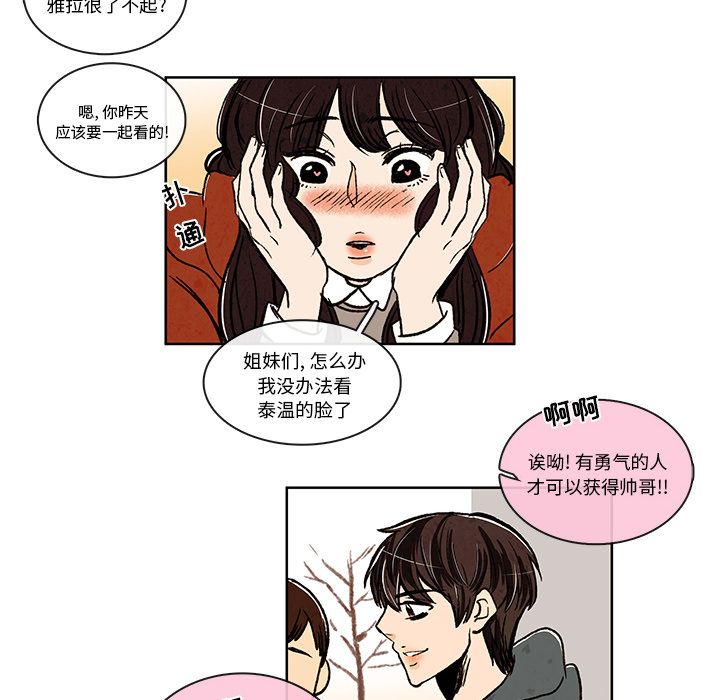 雅拉很了不起?
嗯, 你昨天
应该要一起看的!
扑
通
姐妹们, 怎么办
我没办法看
泰温的脸了
啊啊
诶呦! 有勇气的人
才可以获得帅哥!!